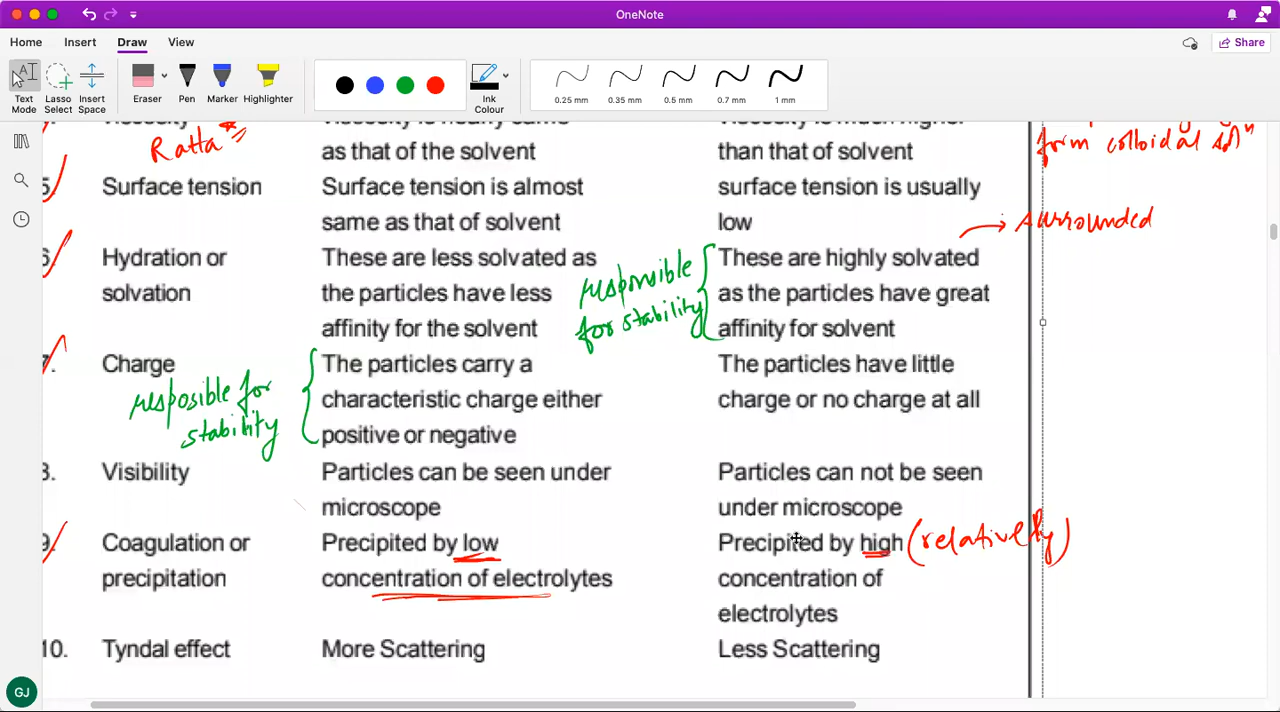 OneNote
Home Insert Draw View
Share
Text Mode
Lasso Select
Insert Space
Eraser
Pen
Marker
Highlighter
Ink Colour
0.25 mm
0.35 mm
0.5 mm
0.7 mm
1 mm
Ratta
as that of the solvent
than that of solvent
form colloidal solⁿ
5. Surface tension
Surface tension is almost
same as that of solvent
surface tension is usually
low
surrounded
6. Hydration or
solvation
These are less solvated as
the particles have less
affinity for the solvent
responsible
for stability
These are highly solvated
as the particles have great
affinity for solvent
7. Charge
resposible for
stability
The particles carry a
characteristic charge either
positive or negative
The particles have little
charge or no charge at all
8. Visibility
Particles can be seen under
microscope
Particles can not be seen
under microscope
9. Coagulation or
precipitation
Precipited by low
concentration of electrolytes
Precipited by high (relatively)
concentration of
electrolytes
10. Tyndal effect
More Scattering
Less Scattering
GJ